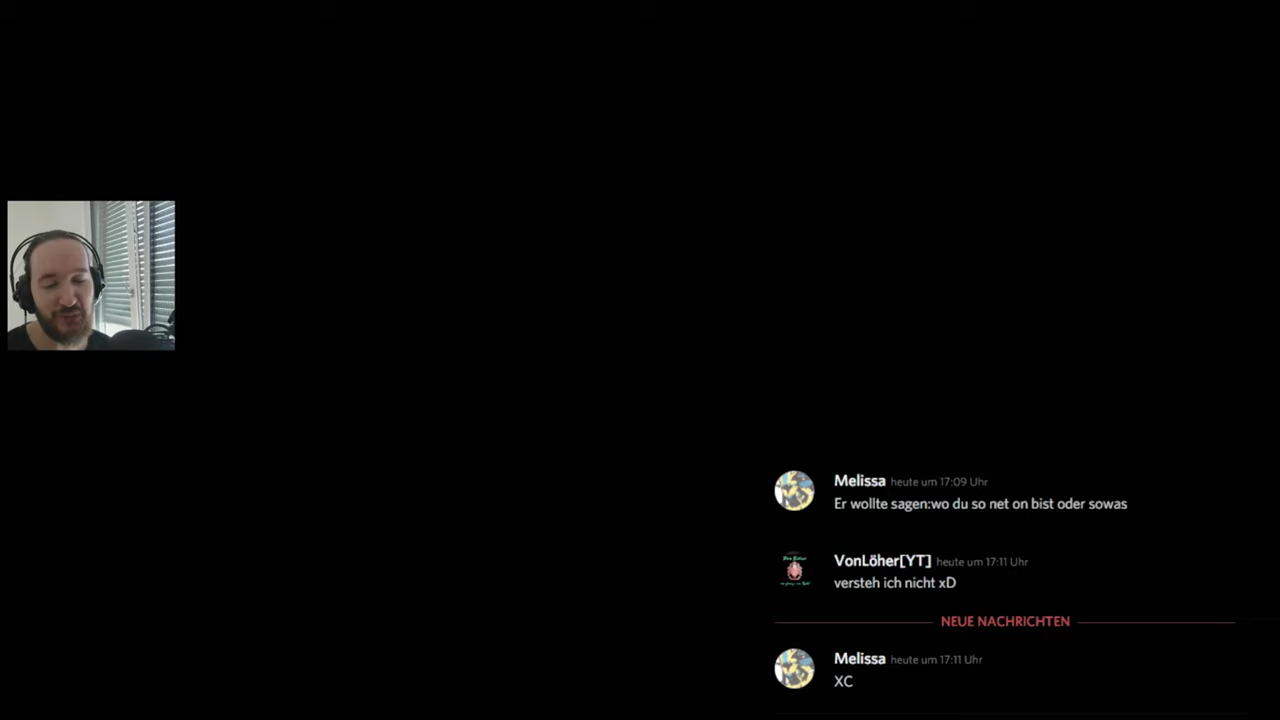 Melissa heute um 17:09 Uhr
Er wollte sagen:wo du so net on bist oder sowas
VonLöher[YT] heute um 17:11 Uhr
versteh ich nicht xD
NEUE NACHRICHTEN
Melissa heute um 17:11 Uhr
XC